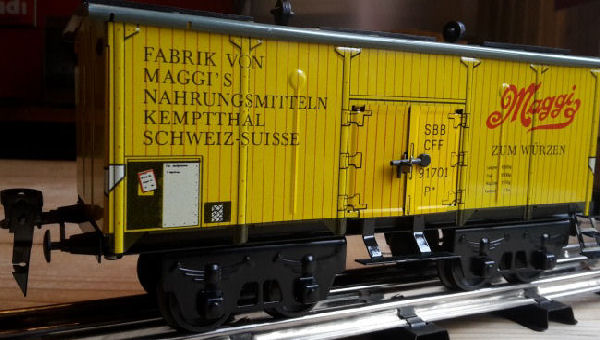 FABRIK VON
MAGGI'S
NAHRUNGSMITTELN
KEMPTTHAL
SCHWEIZ-SUISSE
SBB
CFF
91701
P*
Maggi
ZUM WÜRZEN